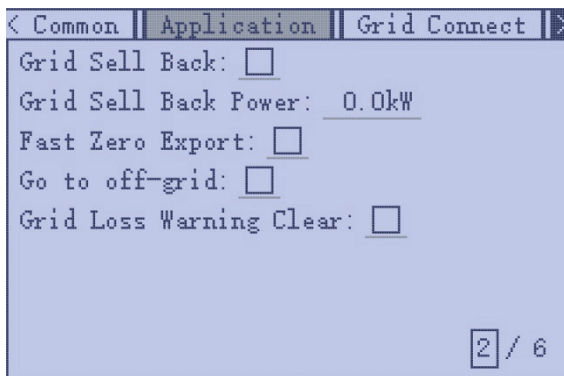 < Common Application Grid Connect >
Grid Sell Back:
Grid Sell Back Power: 0.0kW
Fast Zero Export:
Go to off-grid:
Grid Loss Warning Clear:
2 / 6